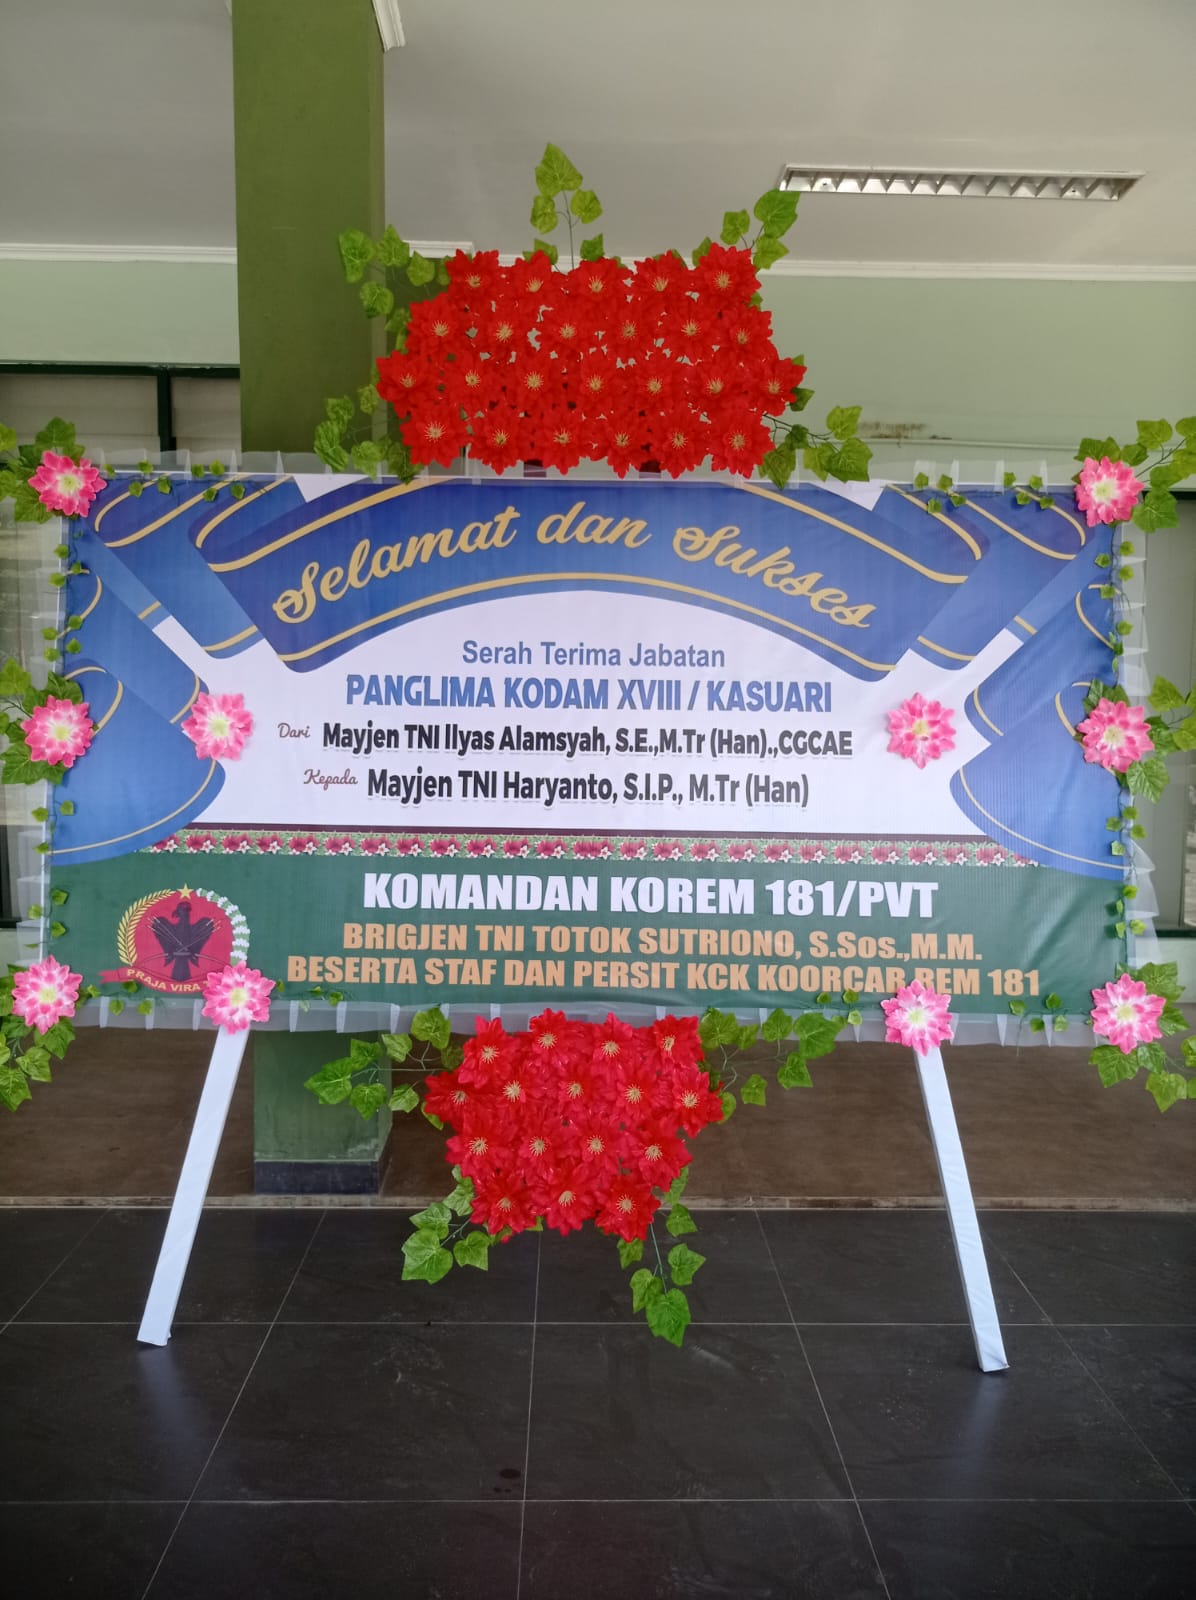 Selamat dan Sukses
Serah Terima Jabatan
PANGLIMA KODAM XVIII / KASUARI
Dari Mayjen TNI Ilyas Alamsyah, S.E.,M.Tr (Han).,CGCAE
Kepada Mayjen TNI Haryanto, S.I.P., M.Tr (Han)
KOMANDAN KOREM 181/PVT
BRIGJEN TNI TOTOK SUTRIONO, S.Sos.,M.M.
BESERTA STAF DAN PERSIT KCK KOORCAB REM 181
PRAJA VIRA